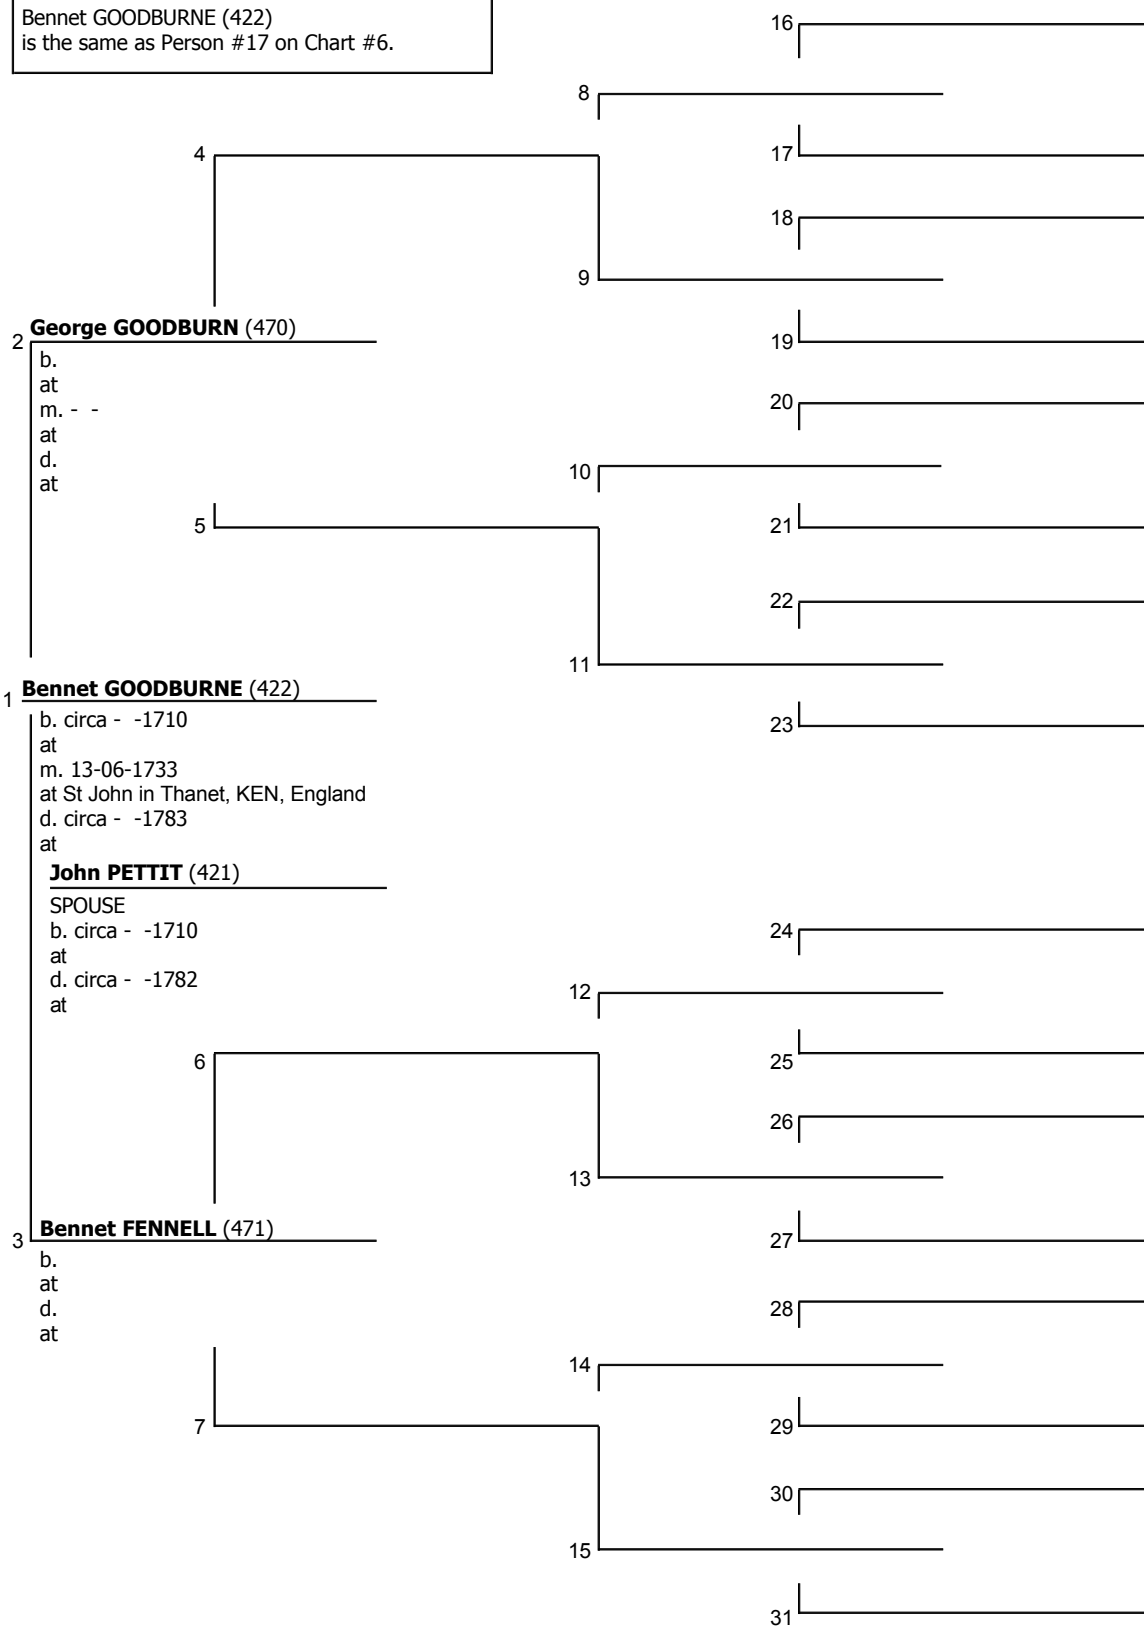 Bennet GOODBURNE (422)
is the same as Person #17 on Chart #6.
16
8
4
17
18
9
2 George GOODBURN (470)
b.
at
m. - -
at
d.
at
19
20
10
5
21
22
11
1 Bennet GOODBURNE (422)
b. circa - -1710
at
m. 13-06-1733
at St John in Thanet, KEN, England
d. circa - -1783
at
23
John PETTIT (421)
SPOUSE
b. circa - -1710
at
d. circa - -1782
at
24
12
6
25
26
13
3 Bennet FENNELL (471)
b.
at
d.
at
27
28
14
7
29
30
15
31